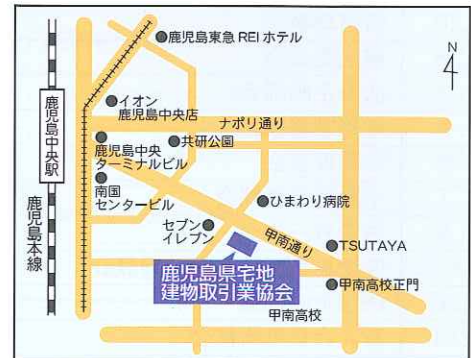 鹿児島東急REIホテル
N
イオン
鹿児島中央店
ナポリ通り
鹿児島中央駅
共研公園
鹿児島中央
ターミナルビル
南国
センタービル
ひまわり病院
鹿児島本線
セブン
イレブン
甲南通り
TSUTAYA
鹿児島県宅地
建物取引業協会
甲南高校正門
甲南高校